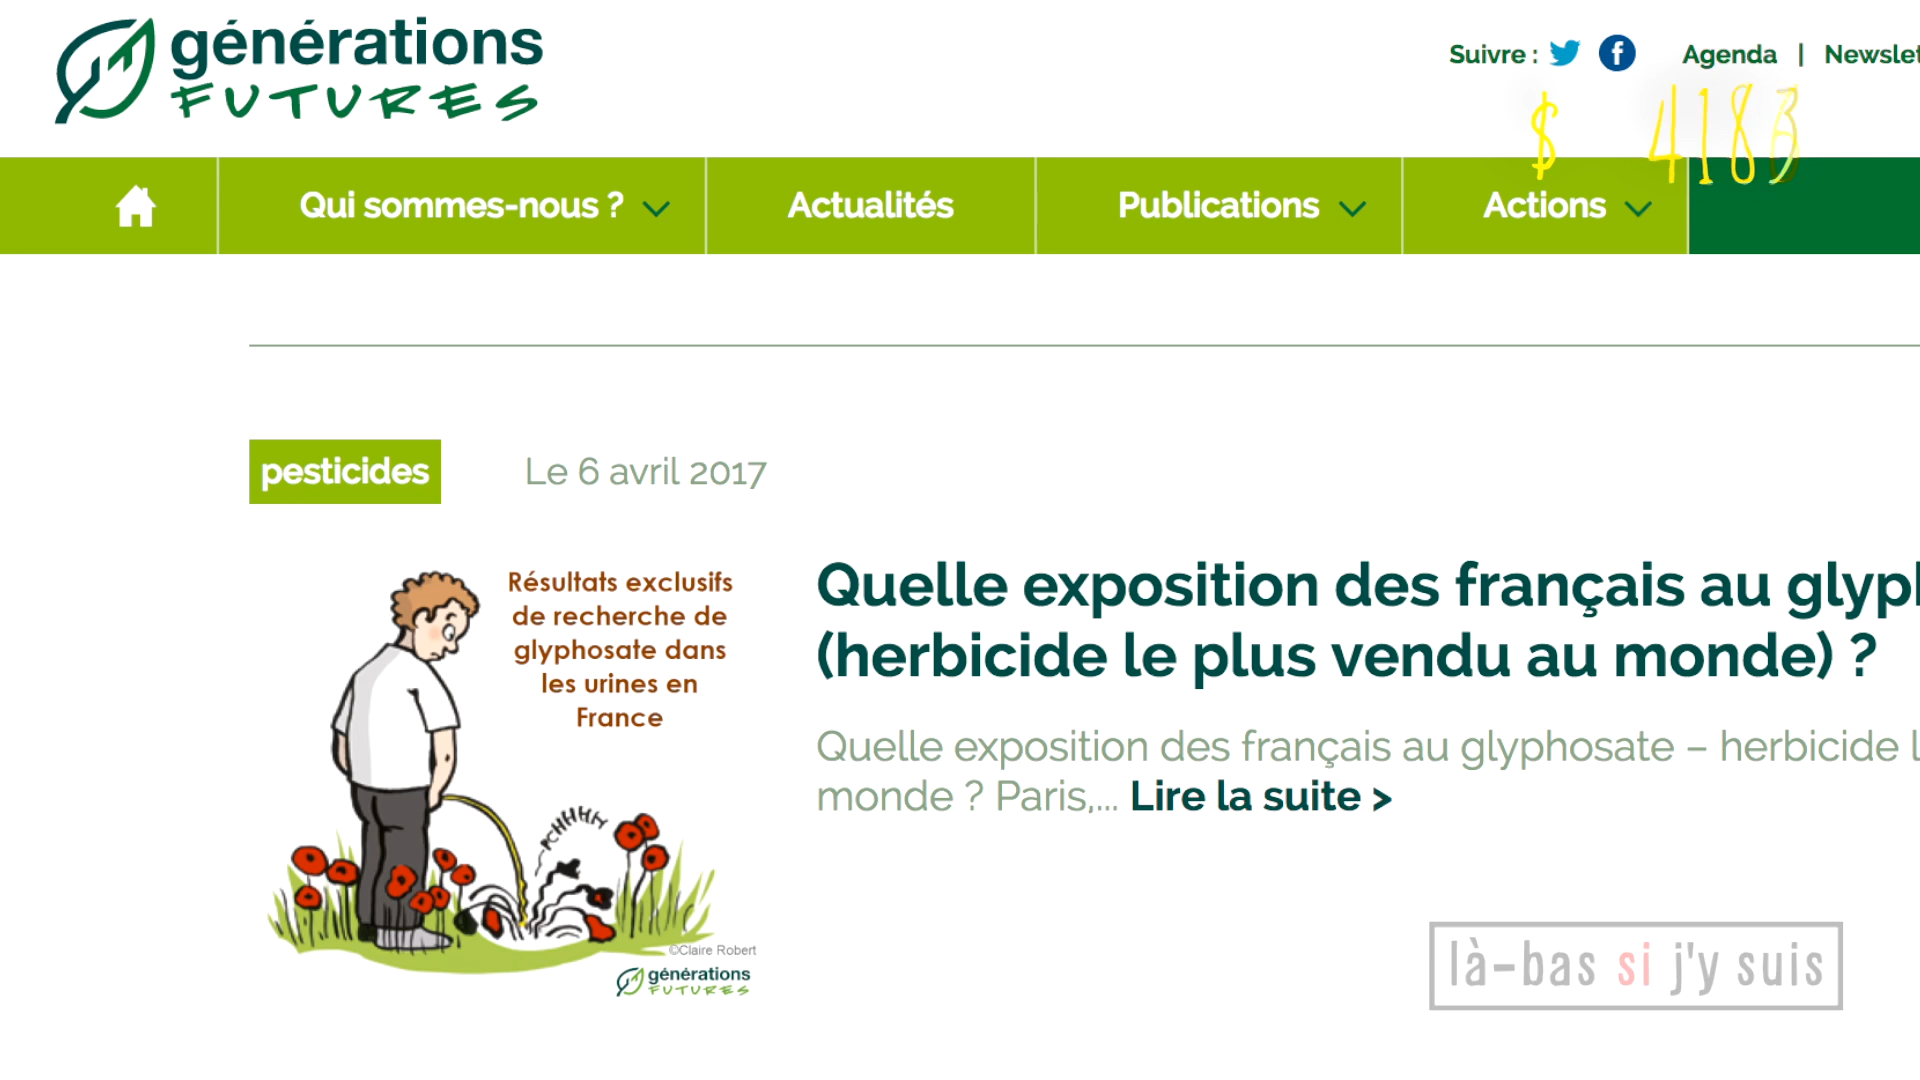 générations
FUTURES
Suivre :
Agenda | Newslet
$ 418
Qui sommes-nous ?
Actualités
Publications
Actions
pesticides
Le 6 avril 2017
Résultats exclusifs
de recherche de
glyphosate dans
les urines en
France
PCHHHH
©Claire Robert
générations
FUTURES
Quelle exposition des français au glyph
(herbicide le plus vendu au monde) ?
Quelle exposition des français au glyphosate – herbicide l
monde ? Paris,... Lire la suite >
là-bas si j'y suis